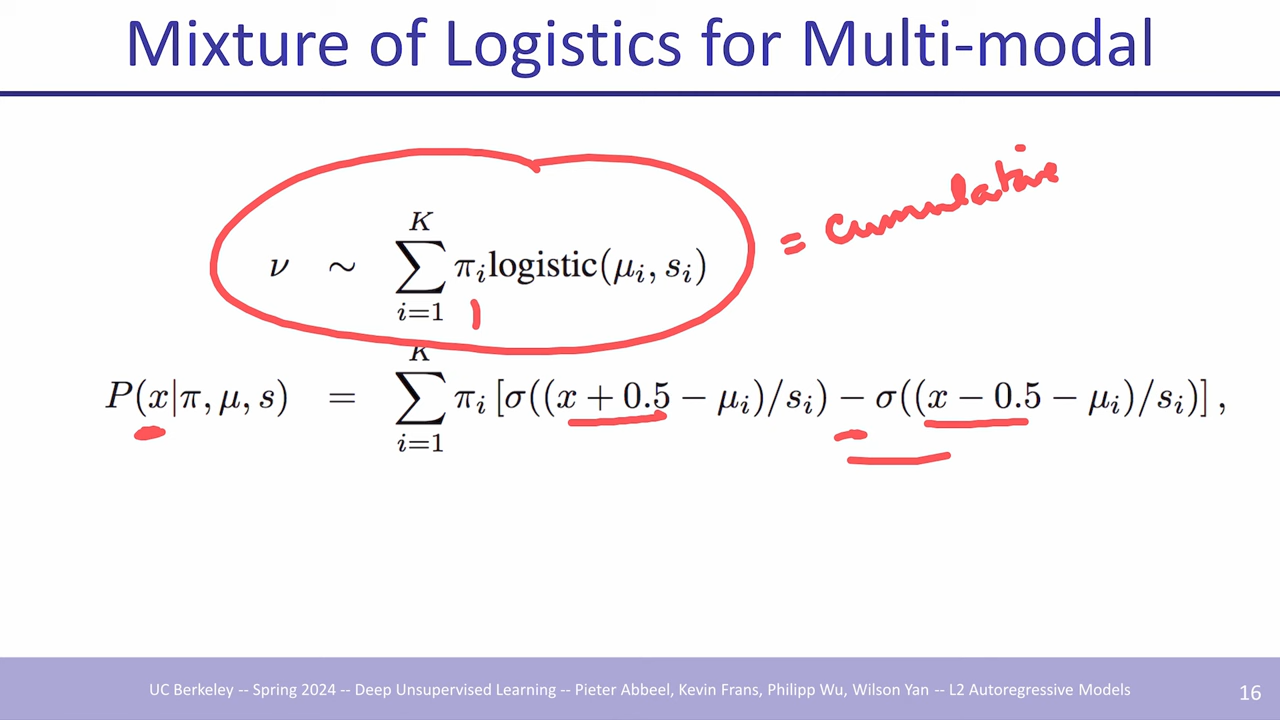 Mixture of Logistics for Multi-modal
= cumulative
ν ∼ ∑_{i=1}^{K} π_i logistic(μ_i, s_i)
P(x|π, μ, s) = ∑_{i=1}^{K} π_i [σ((x + 0.5 − μ_i)/s_i) − σ((x − 0.5 − μ_i)/s_i)] ,
UC Berkeley -- Spring 2024 -- Deep Unsupervised Learning -- Pieter Abbeel, Kevin Frans, Philipp Wu, Wilson Yan -- L2 Autoregressive Models
16